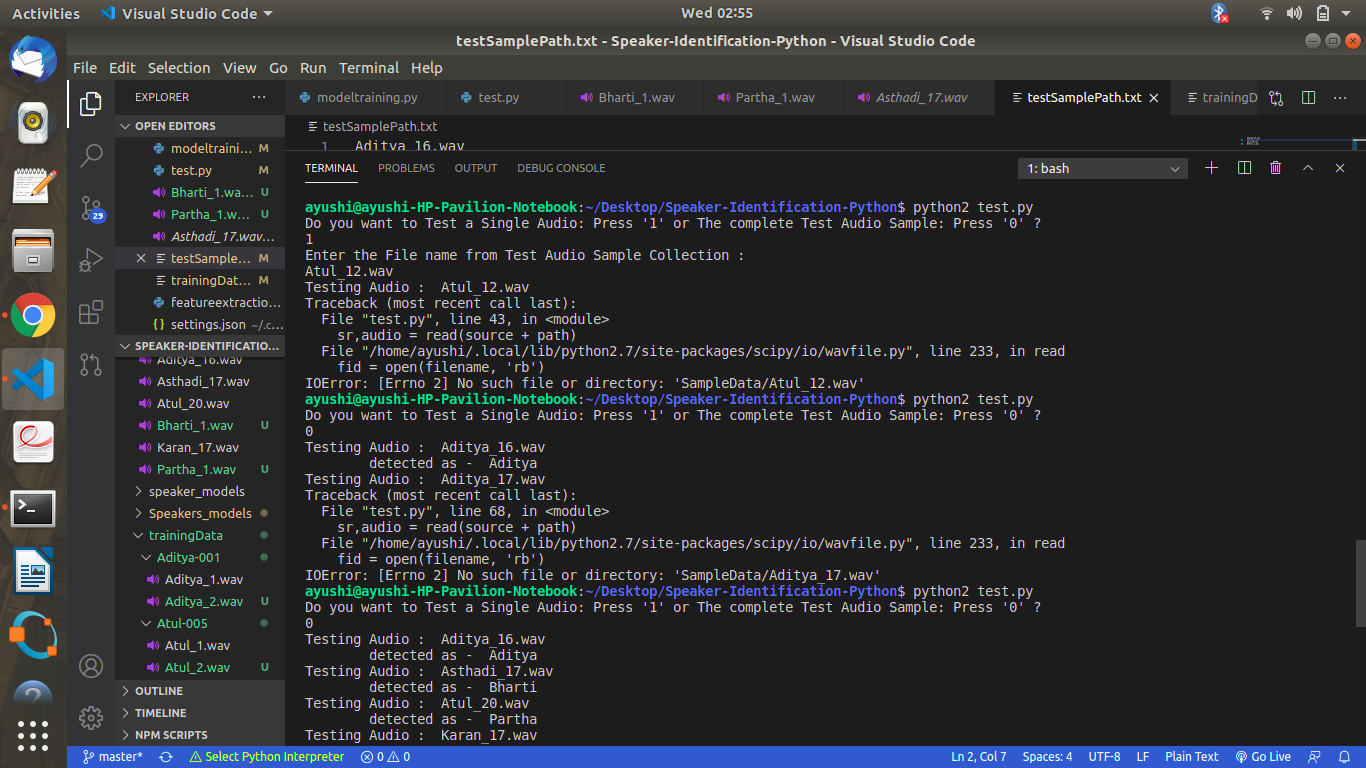 Activities
Visual Studio Code
Wed 02:55
testSamplePath.txt - Speaker-Identification-Python - Visual Studio Code
File Edit Selection View Go Run Terminal Help
EXPLORER
OPEN EDITORS
modeltraini... M
test.py M
Bharti_1.wa... U
Partha_1.w... U
Asthadi_17.wav...
testSample... M
trainingDat... M
featureextractio...
settings.json ~/.c...
SPEAKER-IDENTIFICATIO...
Aditya_16.wav
Asthadi_17.wav
Atul_20.wav
Bharti_1.wav U
Karan_17.wav
Partha_1.wav U
speaker_models
Speakers_models
trainingData
Aditya-001
Aditya_1.wav
Aditya_2.wav U
Atul-005
Atul_1.wav
Atul_2.wav U
OUTLINE
TIMELINE
NPM SCRIPTS
29
modeltraining.py test.py Bharti_1.wav Partha_1.wav Asthadi_17.wav testSamplePath.txt trainingD
testSamplePath.txt
1 Aditya_16.wav
TERMINAL PROBLEMS OUTPUT DEBUG CONSOLE
1: bash
ayushi@ayushi-HP-Pavilion-Notebook:~/Desktop/Speaker-Identification-Python$ python2 test.py
Do you want to Test a Single Audio: Press '1' or The complete Test Audio Sample: Press '0' ?
1
Enter the File name from Test Audio Sample Collection :
Atul_12.wav
Testing Audio :  Atul_12.wav
Traceback (most recent call last):
  File "test.py", line 43, in <module>
    sr,audio = read(source + path)
  File "/home/ayushi/.local/lib/python2.7/site-packages/scipy/io/wavfile.py", line 233, in read
    fid = open(filename, 'rb')
IOError: [Errno 2] No such file or directory: 'SampleData/Atul_12.wav'
ayushi@ayushi-HP-Pavilion-Notebook:~/Desktop/Speaker-Identification-Python$ python2 test.py
Do you want to Test a Single Audio: Press '1' or The complete Test Audio Sample: Press '0' ?
0
Testing Audio :  Aditya_16.wav
        detected as -  Aditya
Testing Audio :  Aditya_17.wav
Traceback (most recent call last):
  File "test.py", line 68, in <module>
    sr,audio = read(source + path)
  File "/home/ayushi/.local/lib/python2.7/site-packages/scipy/io/wavfile.py", line 233, in read
    fid = open(filename, 'rb')
IOError: [Errno 2] No such file or directory: 'SampleData/Aditya_17.wav'
ayushi@ayushi-HP-Pavilion-Notebook:~/Desktop/Speaker-Identification-Python$ python2 test.py
Do you want to Test a Single Audio: Press '1' or The complete Test Audio Sample: Press '0' ?
0
Testing Audio :  Aditya_16.wav
        detected as -  Aditya
Testing Audio :  Asthadi_17.wav
        detected as -  Bharti
Testing Audio :  Atul_20.wav
        detected as -  Partha
Testing Audio :  Karan_17.wav
master* Select Python Interpreter 0 0 Ln 2, Col 7 Spaces: 4 UTF-8 LF Plain Text Go Live